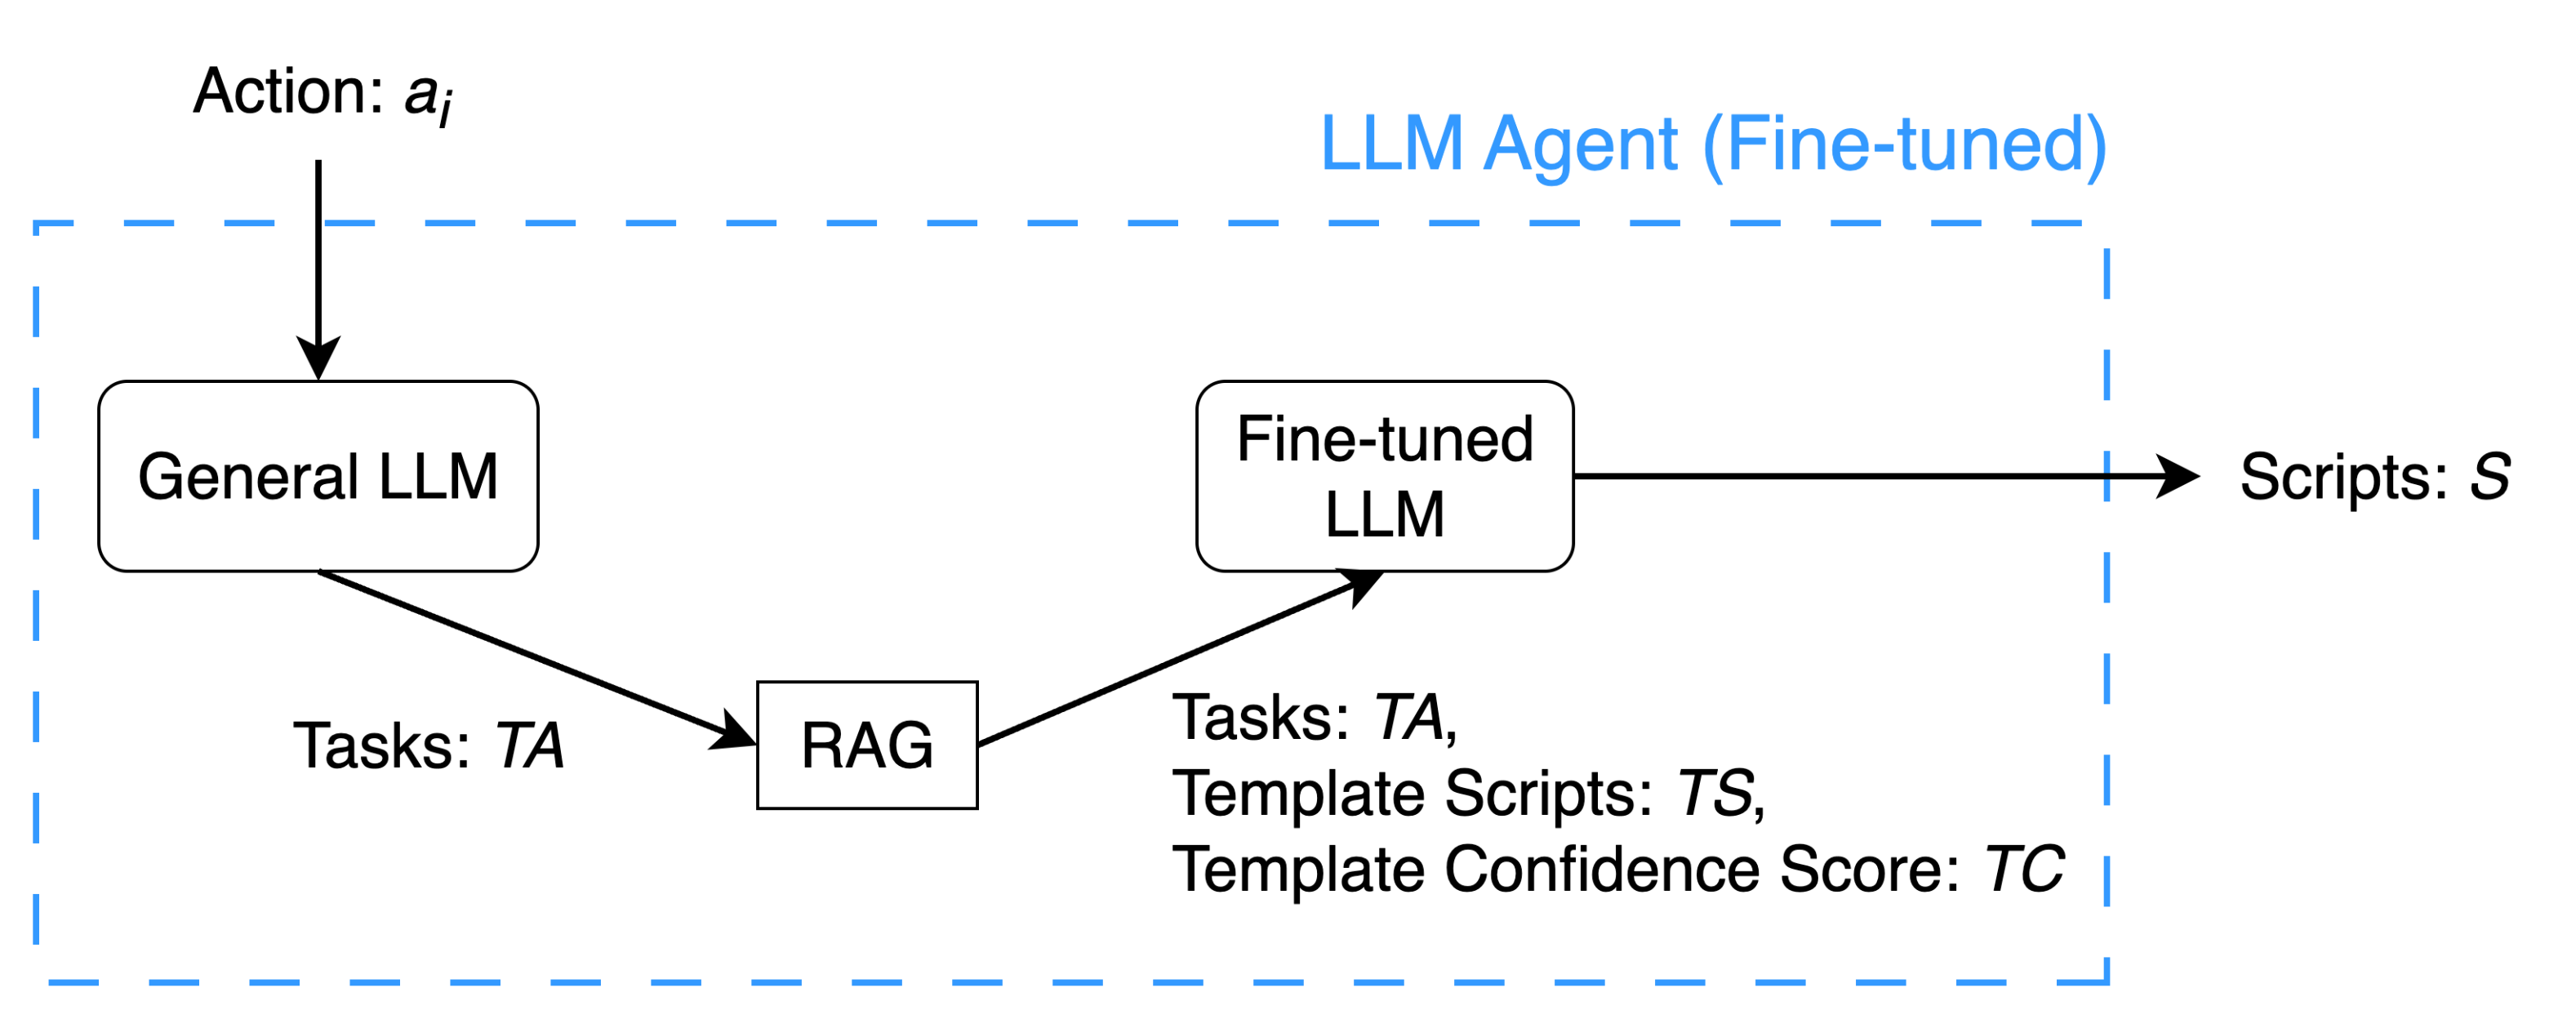 Action: aᵢ
LLM Agent (Fine-tuned)
General LLM
Fine-tuned
LLM
Scripts: S
Tasks: TA
RAG
Tasks: TA,
Template Scripts: TS,
Template Confidence Score: TC